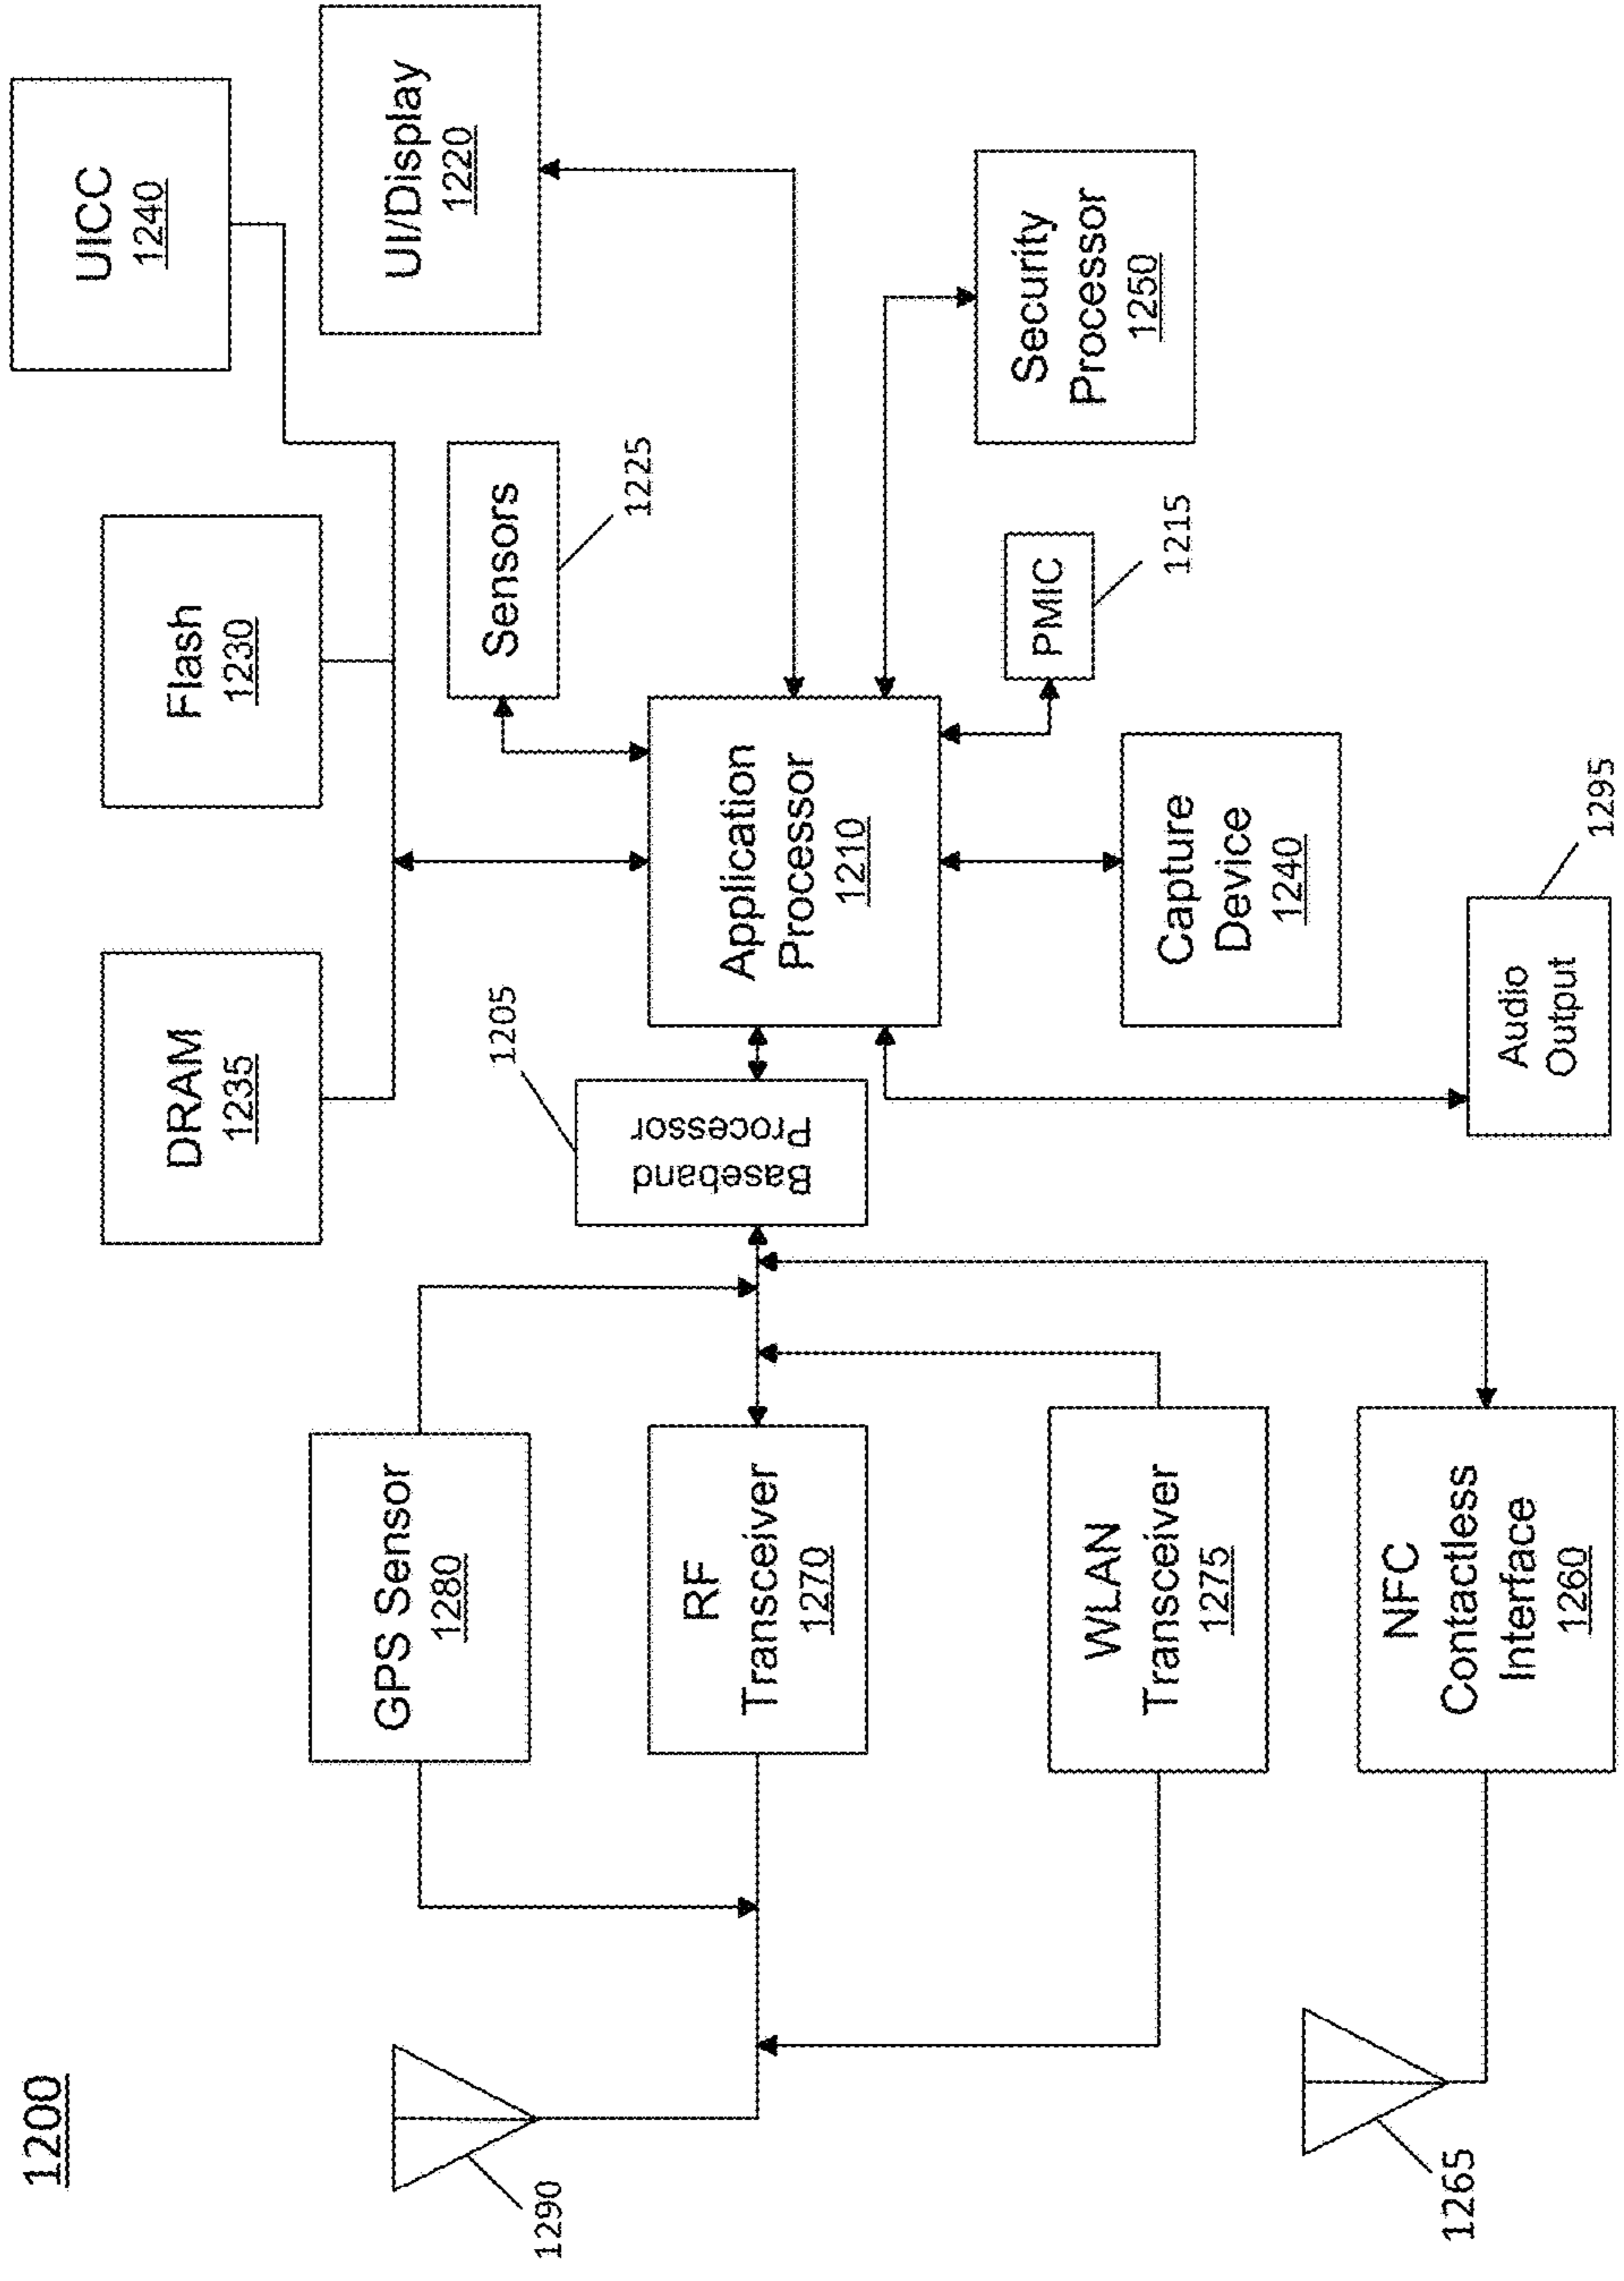 1200
UICC
1240
Flash
1230
DRAM
1235
UI/Display
1220
Sensors
1225
GPS Sensor
1280
1290
1205
Baseband
Processor
Application
Processor
1210
RF
Transceiver
1270
Security
Processor
1250
PMIC
1215
WLAN
Transceiver
1275
Capture
Device
1240
NFC
Contactless
Interface
1260
1265
Audio
Output
1295